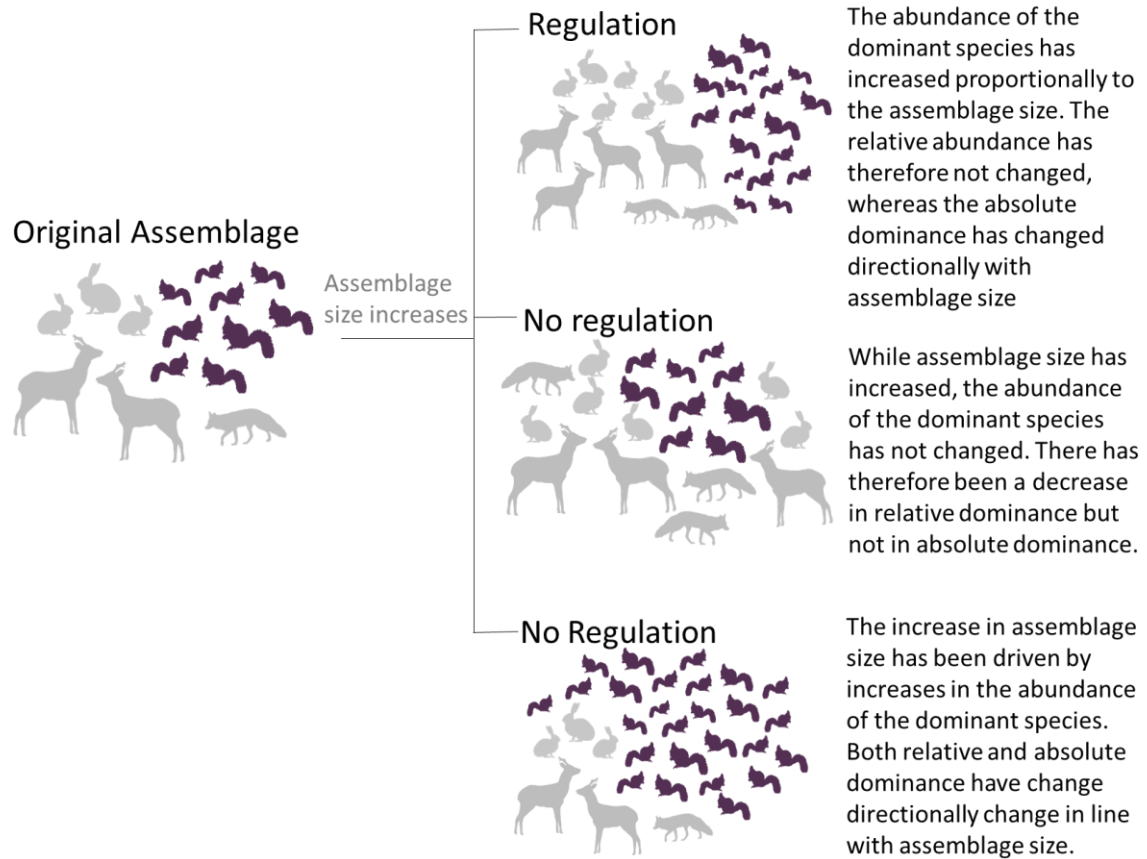 Original Assemblage
Assemblage
size increases
Regulation
The abundance of the
dominant species has
increased proportionally to
the assemblage size. The
relative abundance has
therefore not changed,
whereas the absolute
dominance has changed
directionally with
assemblage size
No regulation
While assemblage size has
increased, the abundance
of the dominant species
has not changed. There has
therefore been a decrease
in relative dominance but
not in absolute dominance.
No Regulation
The increase in assemblage
size has been driven by
increases in the abundance
of the dominant species.
Both relative and absolute
dominance have change
directionally change in line
with assemblage size.